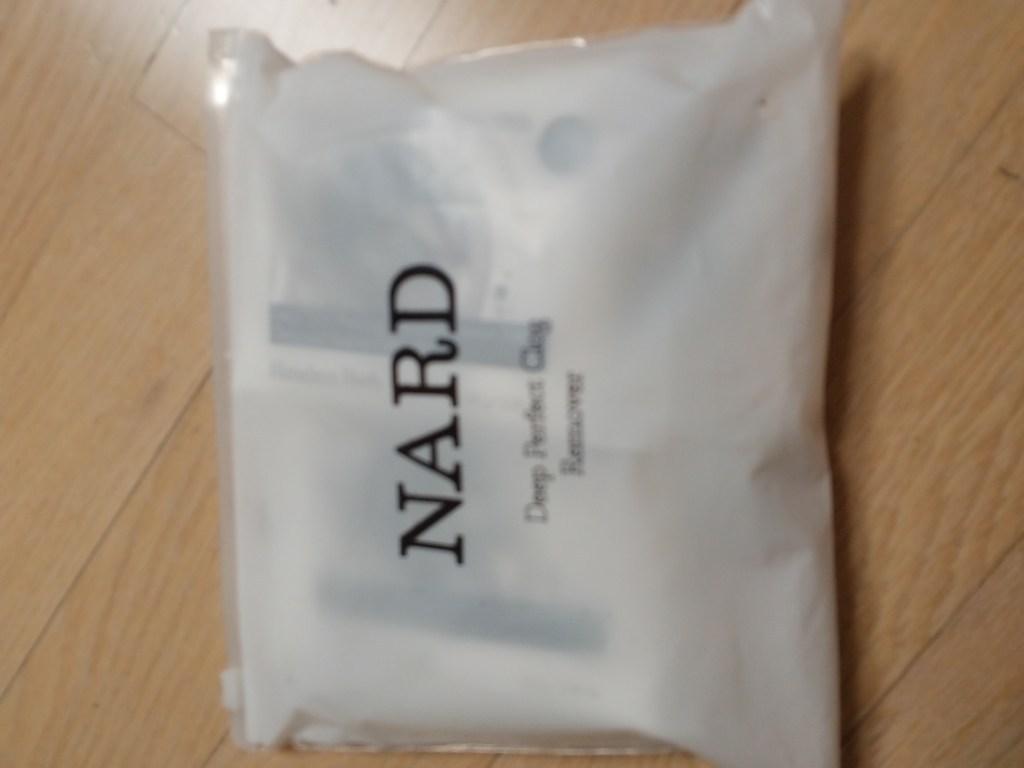 NARD
Deep Perfect Clog
Remover